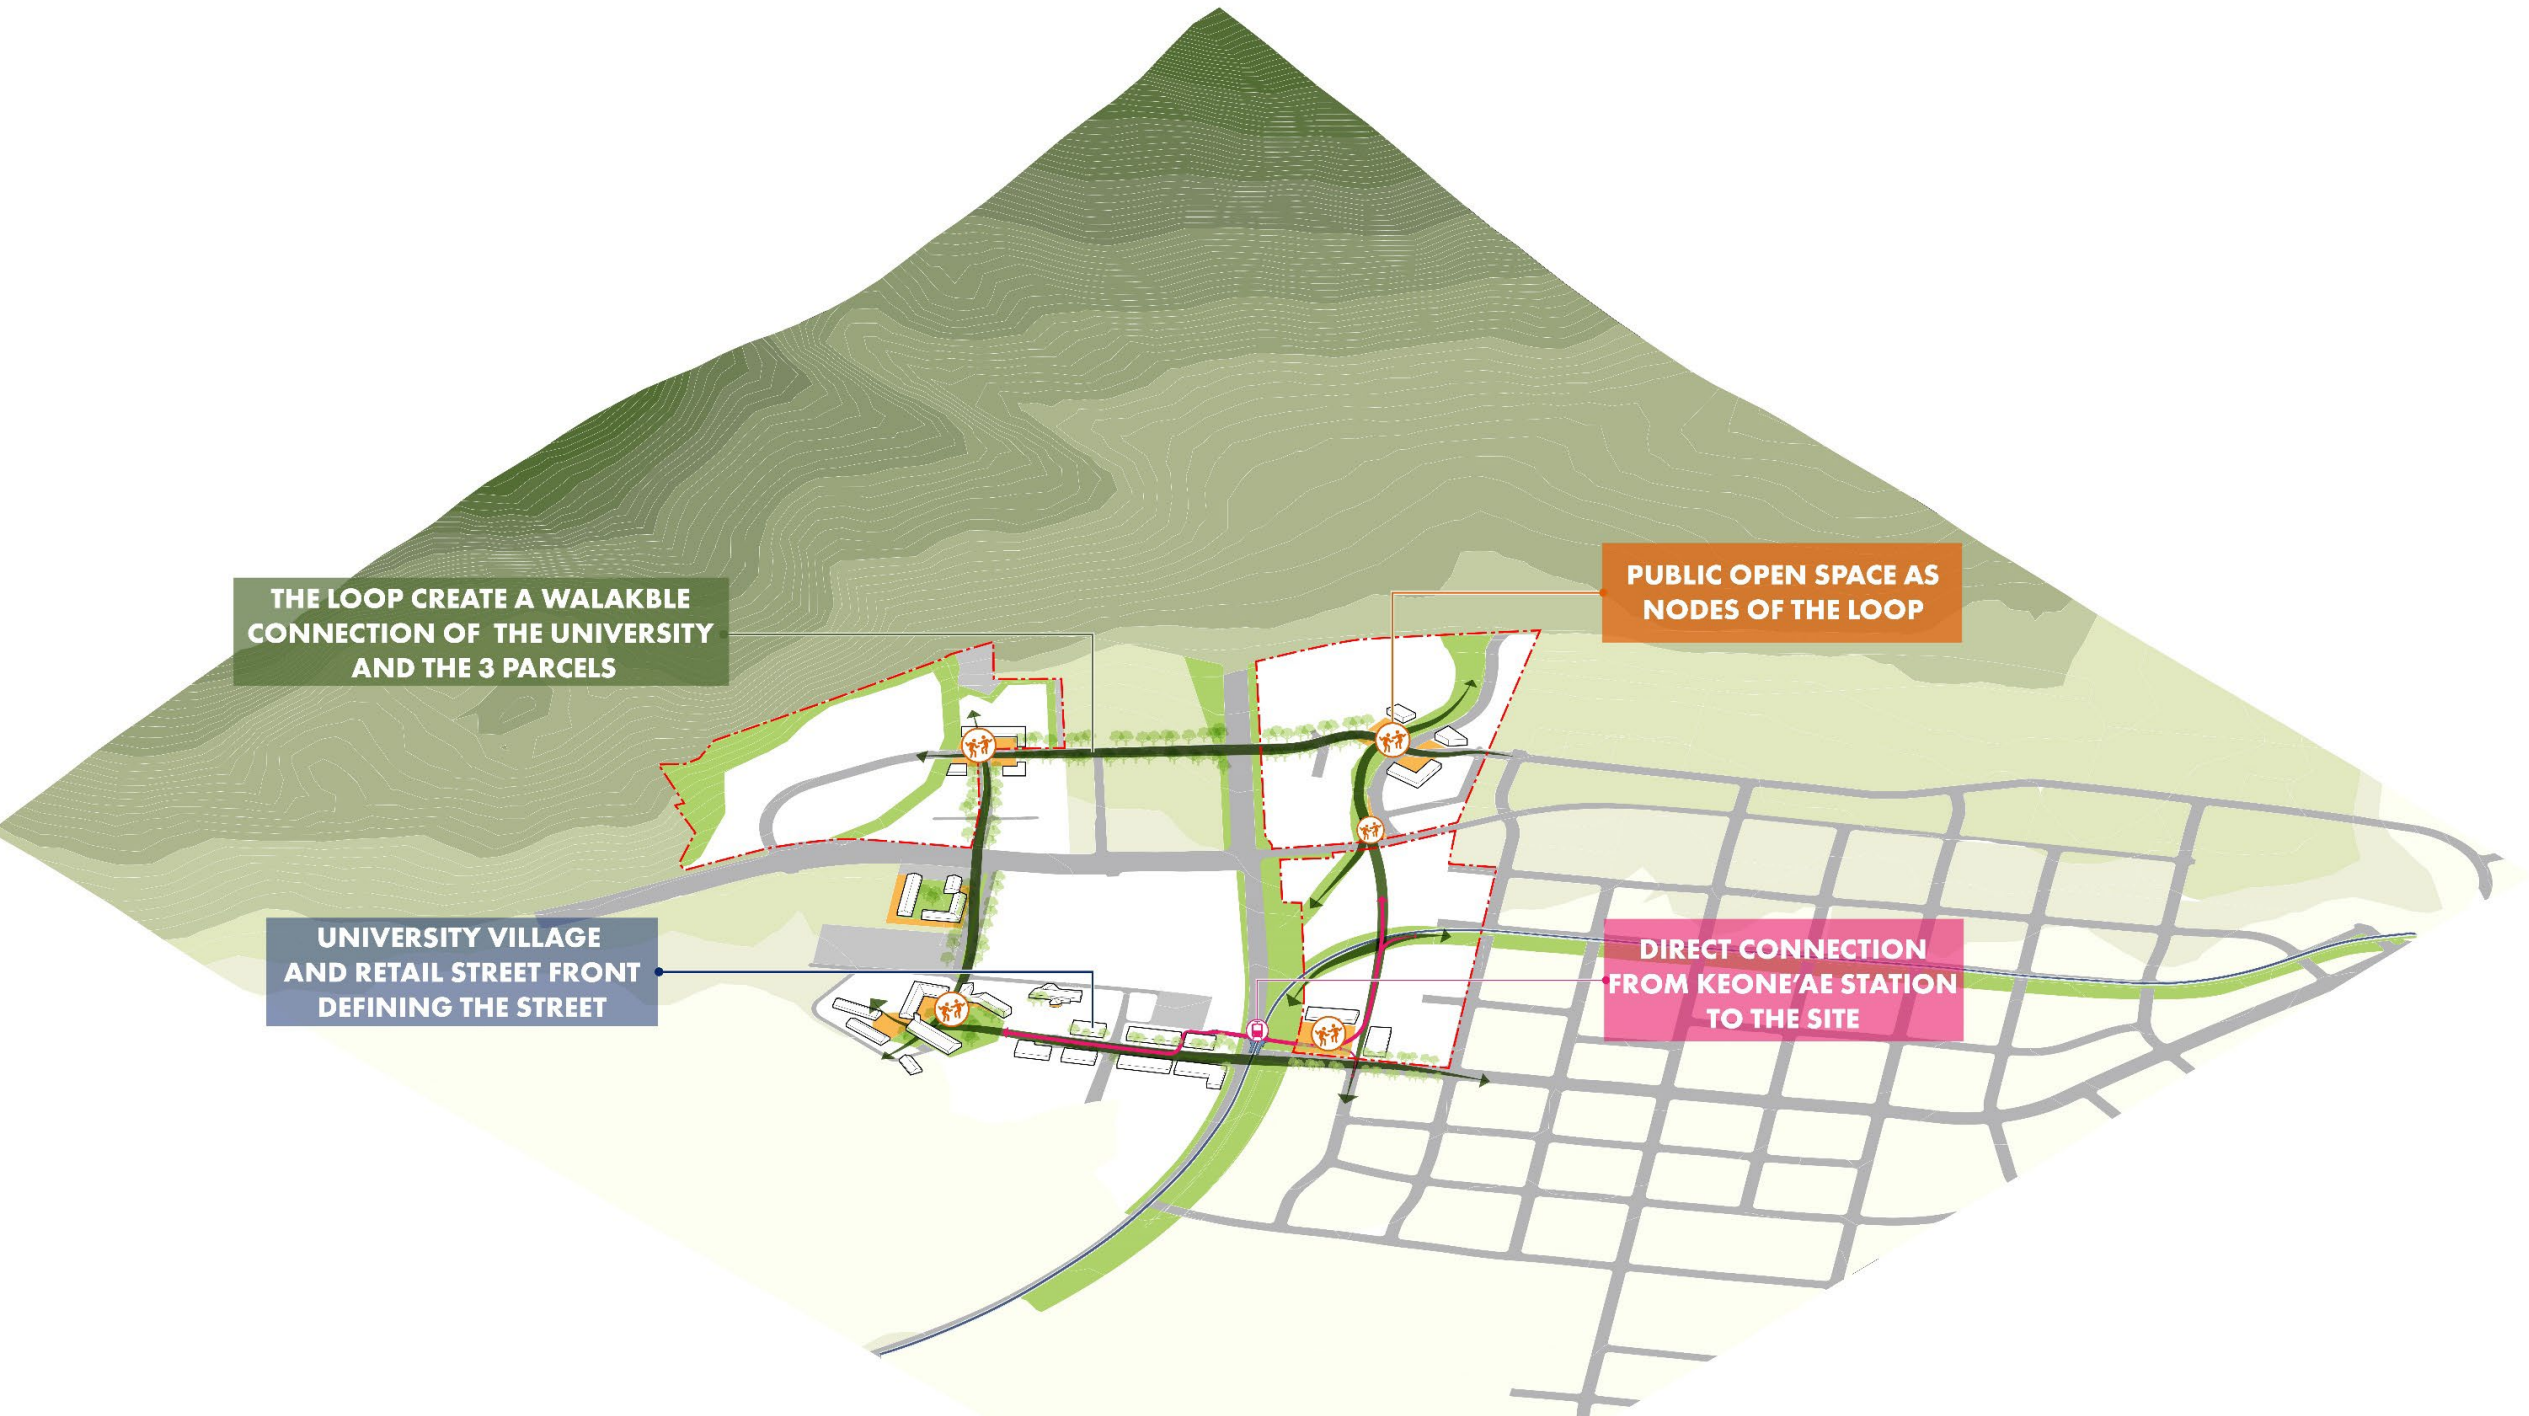 THE LOOP CREATE A WALAKBLE
CONNECTION OF THE UNIVERSITY
AND THE 3 PARCELS
PUBLIC OPEN SPACE AS
NODES OF THE LOOP
UNIVERSITY VILLAGE
AND RETAIL STREET FRONT
DEFINING THE STREET
DIRECT CONNECTION
FROM KEONE'AE STATION
TO THE SITE